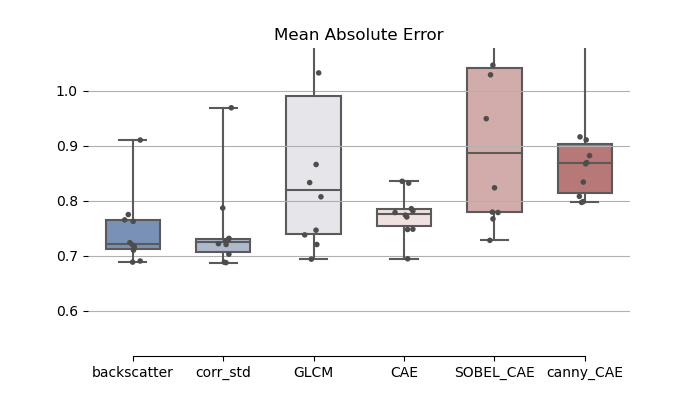 Mean Absolute Error
1.0
0.9
0.8
0.7
0.6
backscatter corr_std GLCM CAE SOBEL_CAE canny_CAE